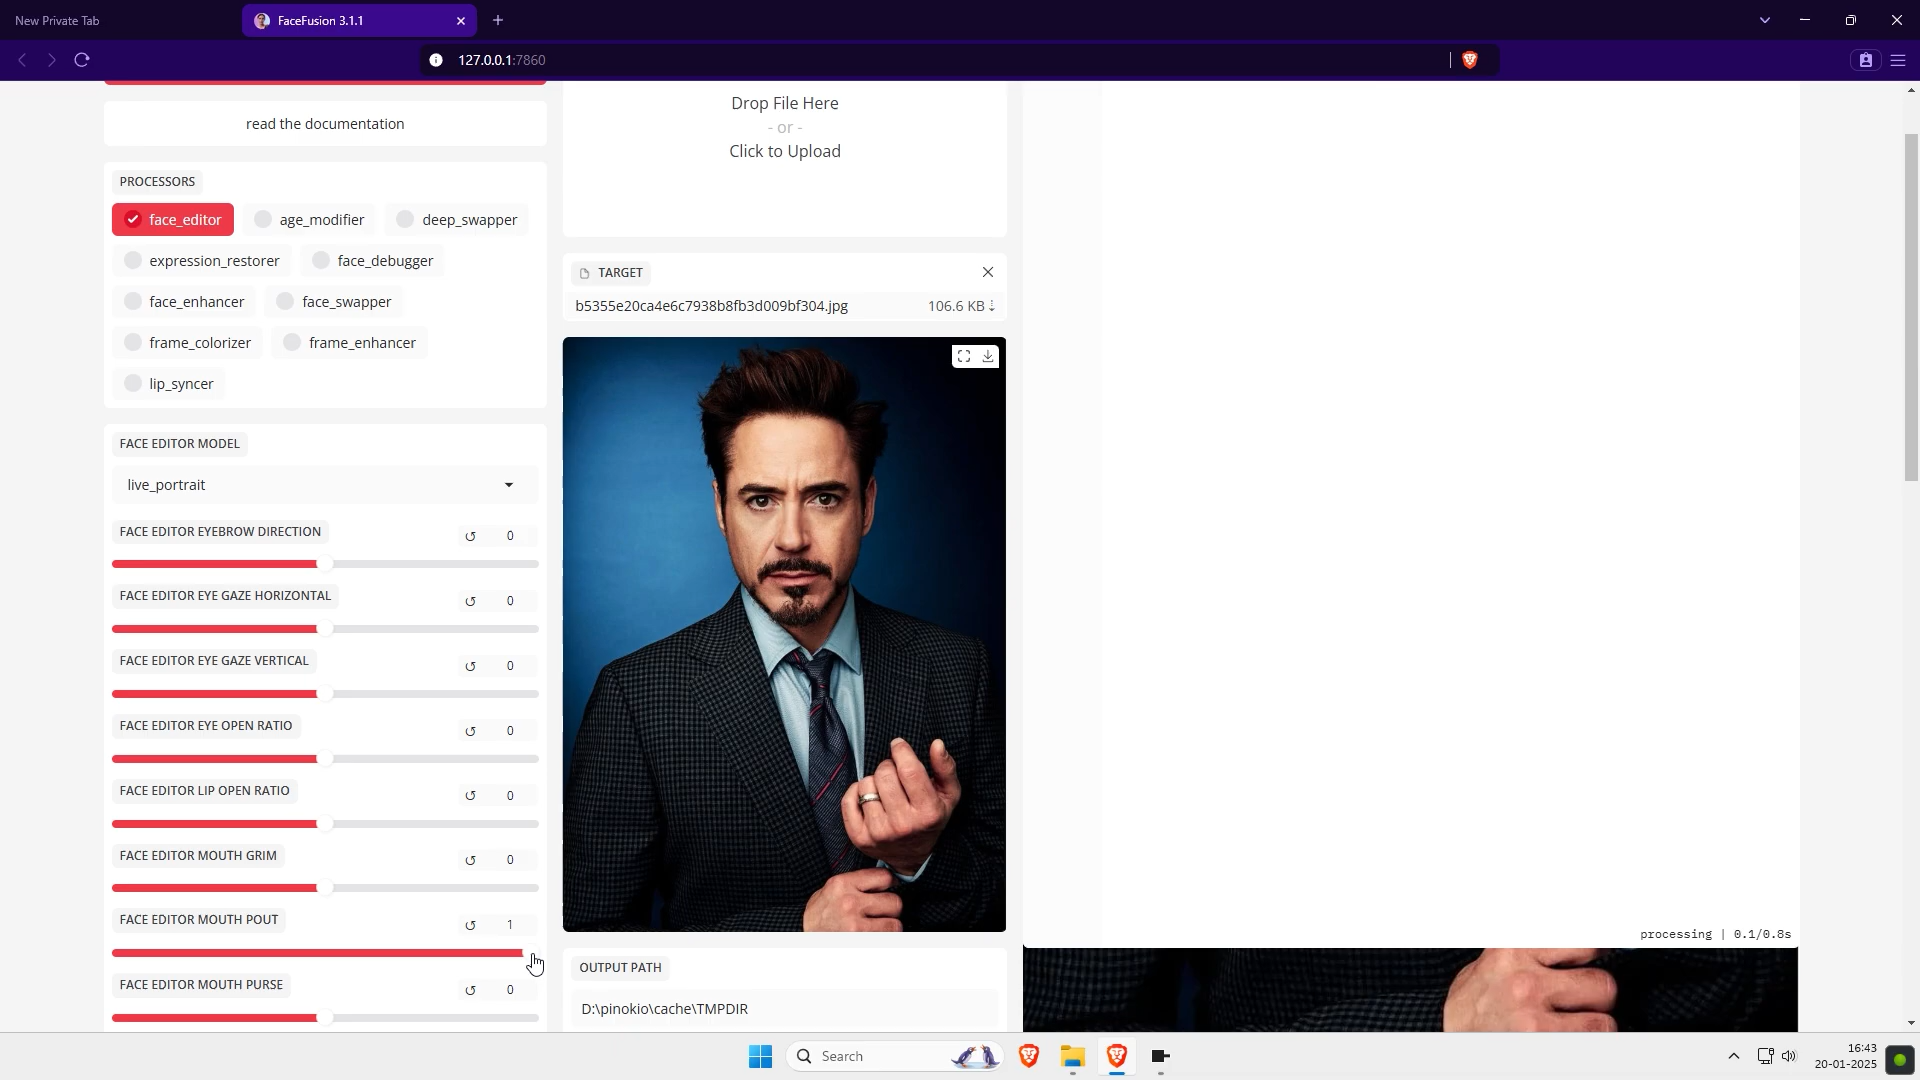 New Private Tab
FaceFusion 3.1.1
127.0.0.1:7860
read the documentation
PROCESSORS
face_editor
age_modifier
deep_swapper
expression_restorer
face_debugger
face_enhancer
face_swapper
frame_colorizer
frame_enhancer
lip_syncer
FACE EDITOR MODEL
live_portrait
FACE EDITOR EYEBROW DIRECTION
0
FACE EDITOR EYE GAZE HORIZONTAL
0
FACE EDITOR EYE GAZE VERTICAL
0
FACE EDITOR EYE OPEN RATIO
0
FACE EDITOR LIP OPEN RATIO
0
FACE EDITOR MOUTH GRIM
0
FACE EDITOR MOUTH POUT
1
FACE EDITOR MOUTH PURSE
0
Drop File Here
- or -
Click to Upload
TARGET
b5355e20ca4e6c7938b8fb3d009bf304.jpg
106.6 KB ↓
OUTPUT PATH
D:\pinokio\cache\TMPDIR
processing | 0.1/0.8s
Search
16:43
20-01-2025